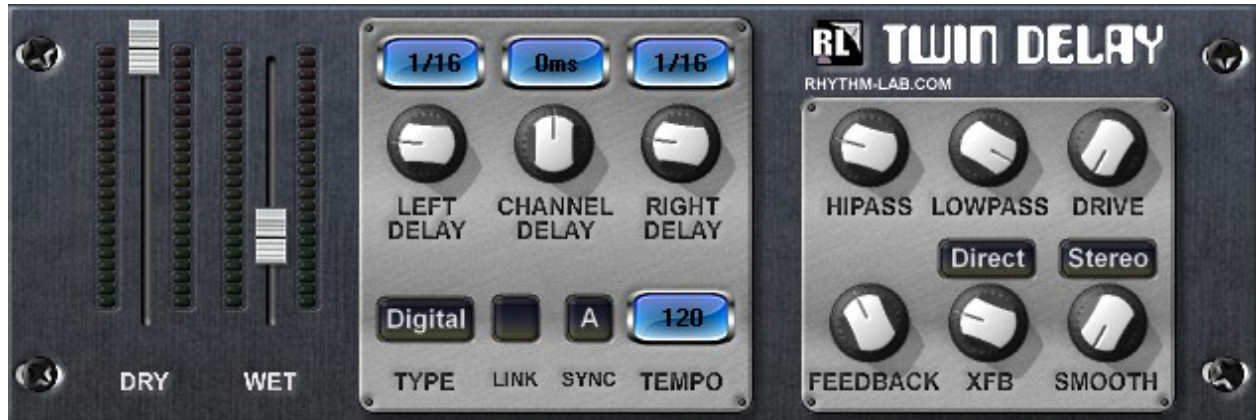 RL TWIN DELAY
RHYTHM-LAB.COM
1/16 0ms 1/16
LEFT DELAY
CHANNEL DELAY
RIGHT DELAY
HIPASS LOWPASS DRIVE
Direct Stereo
Digital A 120
DRY WET
TYPE LINK SYNC TEMPO
FEEDBACK XFB SMOOTH